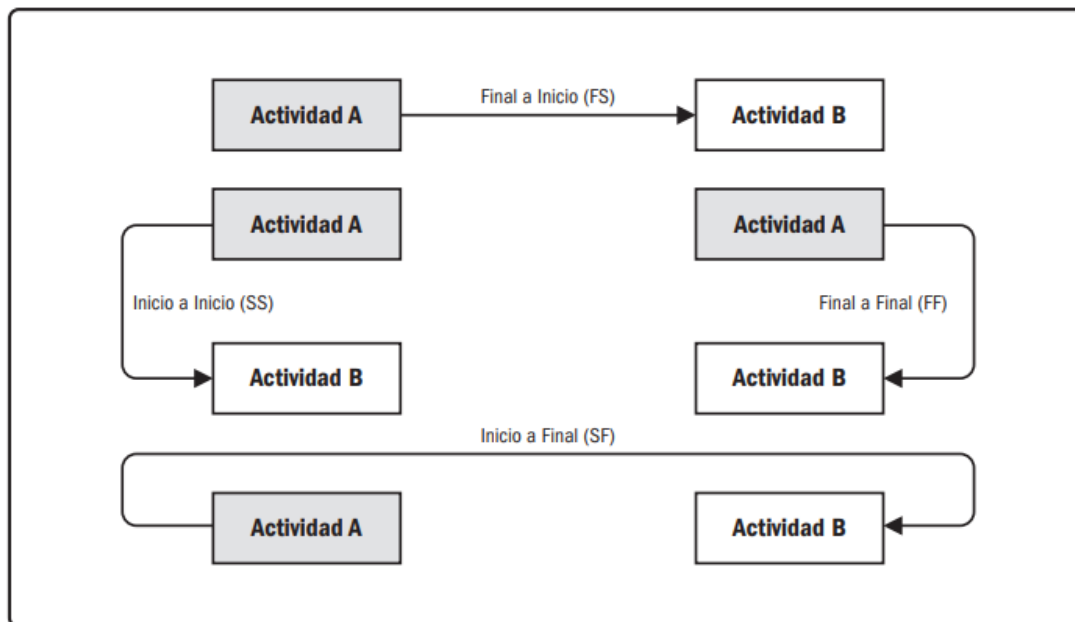 Actividad A
Final a Inicio (FS)
Actividad B
Actividad A
Actividad A
Inicio a Inicio (SS)
Final a Final (FF)
Actividad B
Actividad B
Inicio a Final (SF)
Actividad A
Actividad B